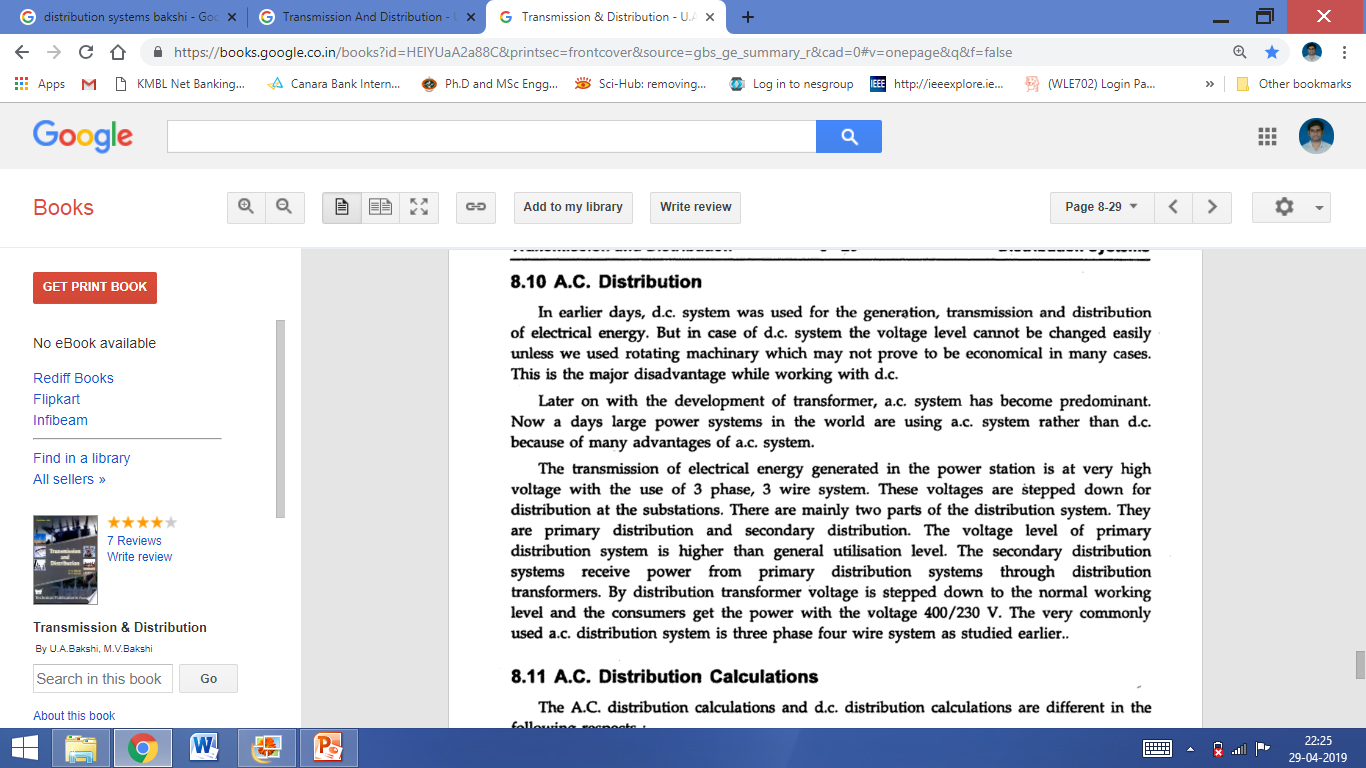 distribution systems bakshi - Goo
Transmission And Distribution - U
Transmission & Distribution - U.A
https://books.google.co.in/books?id=HEIYUaA2a88C&printsec=frontcover&source=gbs_ge_summary_r&cad=0#v=onepage&q&f=false
Apps
KMBL Net Banking...
Canara Bank Intern...
Ph.D and MSc Engg...
Sci-Hub: removing...
Log in to nesgroup
IEEE http://ieeexplore.ie...
(WLE702) Login Pa...
»
Other bookmarks
Google
Books
Add to my library
Write review
Page 8-29
GET PRINT BOOK
No eBook available
Rediff Books
Flipkart
Infibeam
Find in a library
All sellers »
7 Reviews
Write review
Transmission and Distribution
Transmission & Distribution
By U.A.Bakshi, M.V.Bakshi
Search in this book
Go
About this book
8.10 A.C. Distribution
In earlier days, d.c. system was used for the generation, transmission and distribution
of electrical energy. But in case of d.c. system the voltage level cannot be changed easily
unless we used rotating machinary which may not prove to be economical in many cases.
This is the major disadvantage while working with d.c.
Later on with the development of transformer, a.c. system has become predominant.
Now a days large power systems in the world are using a.c. system rather than d.c.
because of many advantages of a.c. system.
The transmission of electrical energy generated in the power station is at very high
voltage with the use of 3 phase, 3 wire system. These voltages are stepped down for
distribution at the substations. There are mainly two parts of the distribution system. They
are primary distribution and secondary distribution. The voltage level of primary
distribution system is higher than general utilisation level. The secondary distribution
systems receive power from primary distribution systems through distribution
transformers. By distribution transformer voltage is stepped down to the normal working
level and the consumers get the power with the voltage 400/230 V. The very commonly
used a.c. distribution system is three phase four wire system as studied earlier..
8.11 A.C. Distribution Calculations
The A.C. distribution calculations and d.c. distribution calculations are different in the
following respects :
22:25
29-04-2019